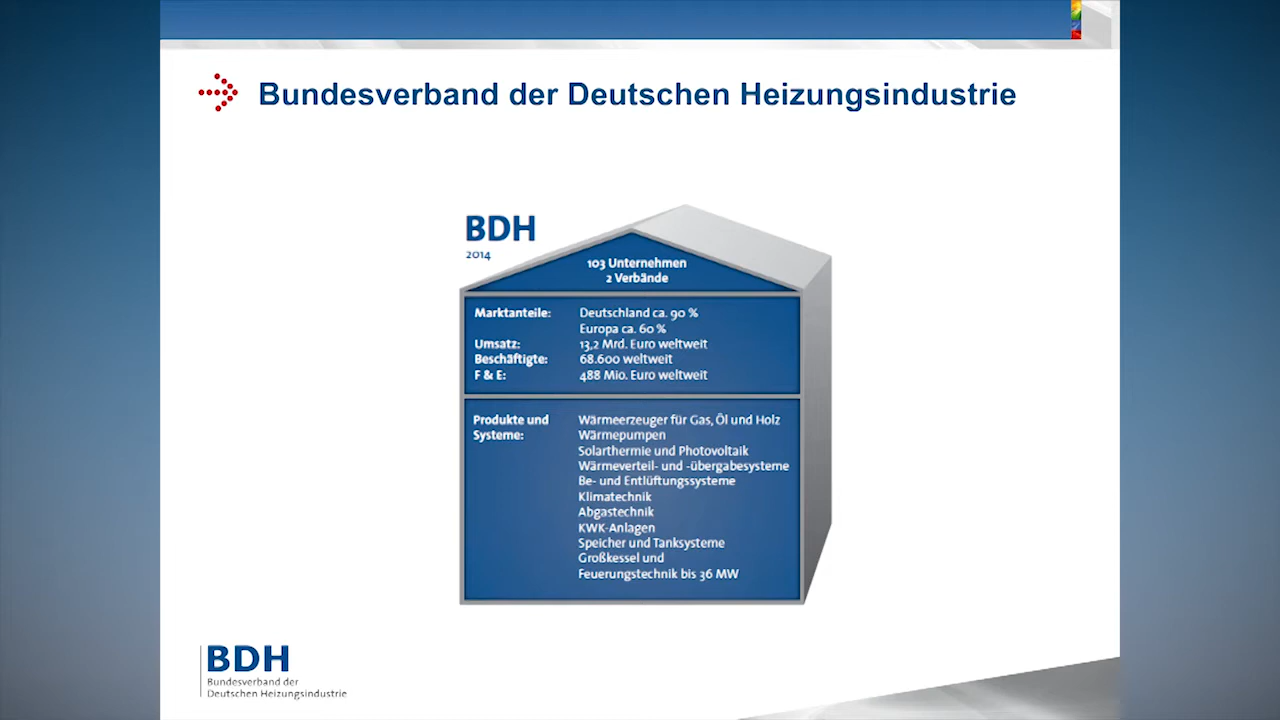 Bundesverband der Deutschen Heizungsindustrie
BDH
2014
103 Unternehmen
2 Verbände
Marktanteile: Deutschland ca. 90 %
Europa ca. 60 %
Umsatz: 13,2 Mrd. Euro weltweit
Beschäftigte: 68.600 weltweit
F & E: 488 Mio. Euro weltweit
Produkte und Wärmeerzeuger für Gas, Öl und Holz
Systeme: Wärmepumpen
Solarthermie und Photovoltaik
Wärmeverteil- und -übergabesysteme
Be- und Entlüftungssysteme
Klimatechnik
Abgastechnik
KWK-Anlagen
Speicher und Tanksysteme
Großkessel und
Feuerungstechnik bis 36 MW
BDH
Bundesverband der
Deutschen Heizungsindustrie